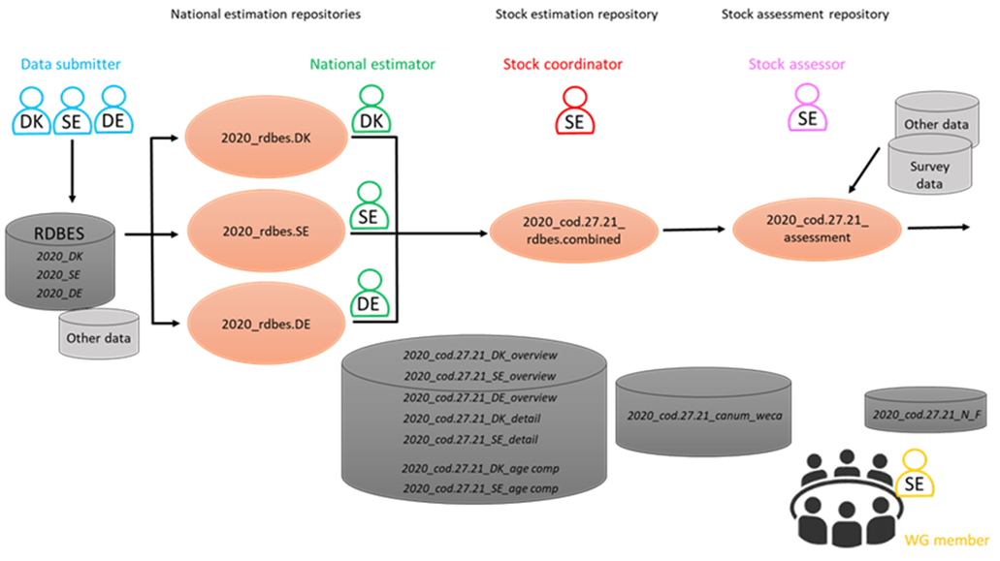 National estimation repositories
Stock estimation repository
Stock assessment repository
Data submitter
National estimator
Stock coordinator
Stock assessor
DK
SE
DE
DK
SE
SE
Other data
Survey
data
2020_rdbes.DK
RDBES
2020_DK
2020_SE
2020_DE
Other data
SE
2020_rdbes.SE
2020_cod.27.21_
rdbes.combined
2020_cod.27.21_
assessment
DE
2020_rdbes.DE
2020_cod.27.21_DK_overview
2020_cod.27.21_SE_overview
2020_cod.27.21_DE_overview
2020_cod.27.21_DK_detail
2020_cod.27.21_SE_detail
2020_cod.27.21_DK_age comp
2020_cod.27.21_SE_age comp
2020_cod.27.21_canum_weca
2020_cod.27.21_N_F
SE
WG member